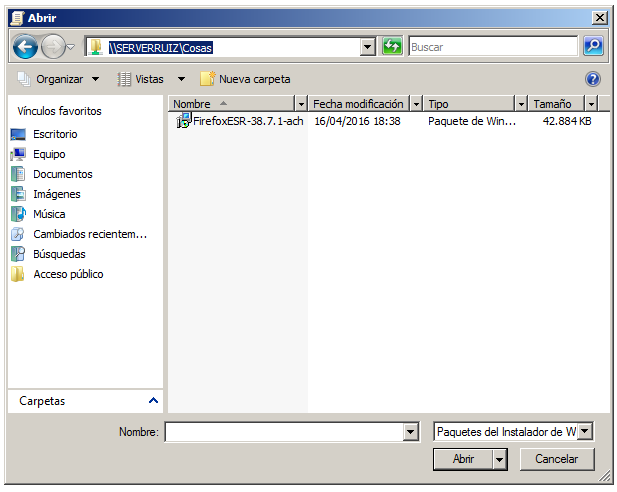 Abrir
\\SERVERRUIZ\Cosas
Buscar
Organizar Vistas Nueva carpeta
Vínculos favoritos
Nombre Fecha modificación Tipo Tamaño
FirefoxESR-38.7.1-ach 16/04/2016 18:38 Paquete de Win... 42.884 KB
Escritorio
Equipo
Documentos
Imágenes
Música
Cambiados recientem...
Búsquedas
Acceso público
Carpetas
Nombre:
Paquetes del Instalador de W
Abrir Cancelar